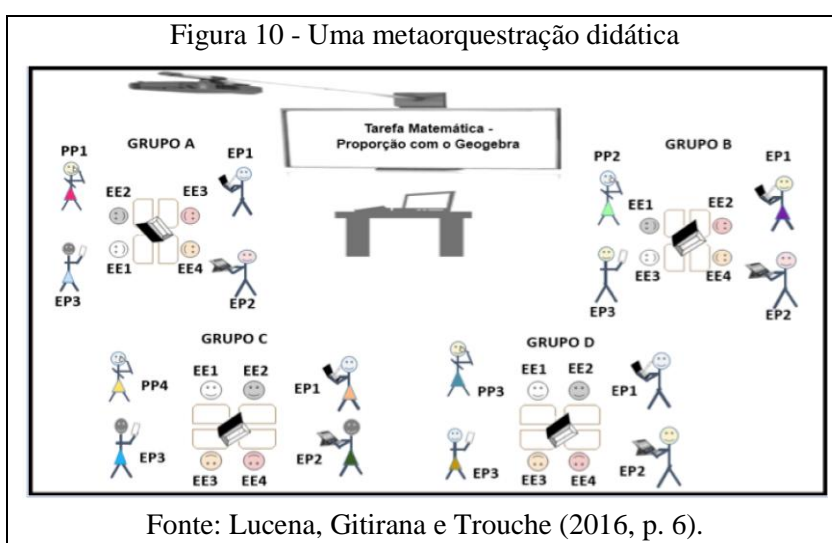 Figura 10 - Uma metaorquestração didática
Tarefa Matemática -
Proporção com o Geogebra
GRUPO A
PP1
EP1
EE2
EE3
EE1
EE4
EP3
EP2
GRUPO B
PP2
EP1
EE1
EE2
EE3
EE4
EP3
EP2
GRUPO C
PP4
EE1
EE2
EP1
EP3
EP2
EE3
EE4
GRUPO D
PP3
EE1
EE2
EP1
EP3
EP2
EE3
EE4
Fonte: Lucena, Gitirana e Trouche (2016, p. 6).